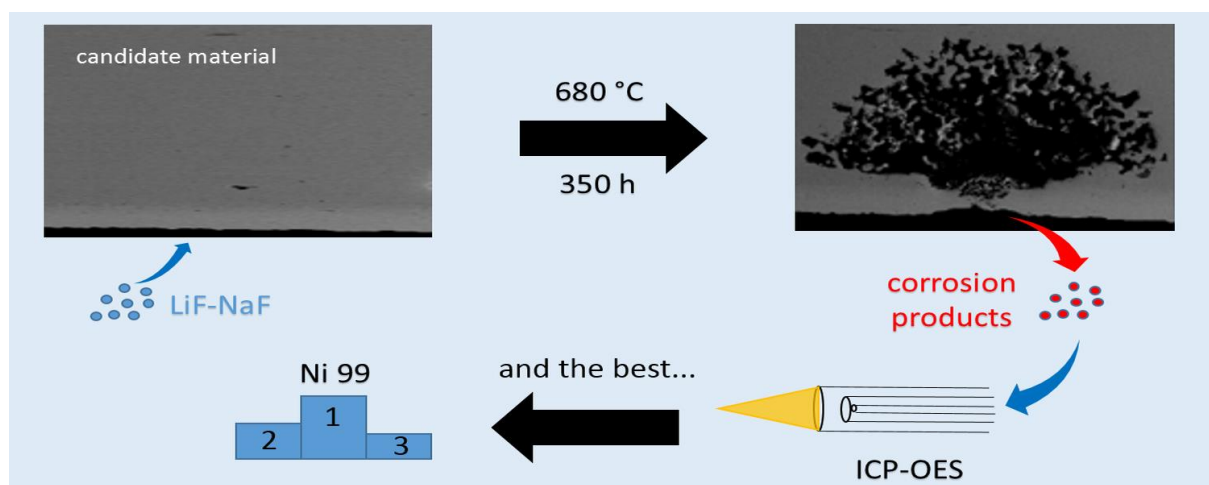 candidate material
680 °C
350 h
LiF-NaF
corrosion
products
ICP-OES
and the best...
Ni 99
1
2
3